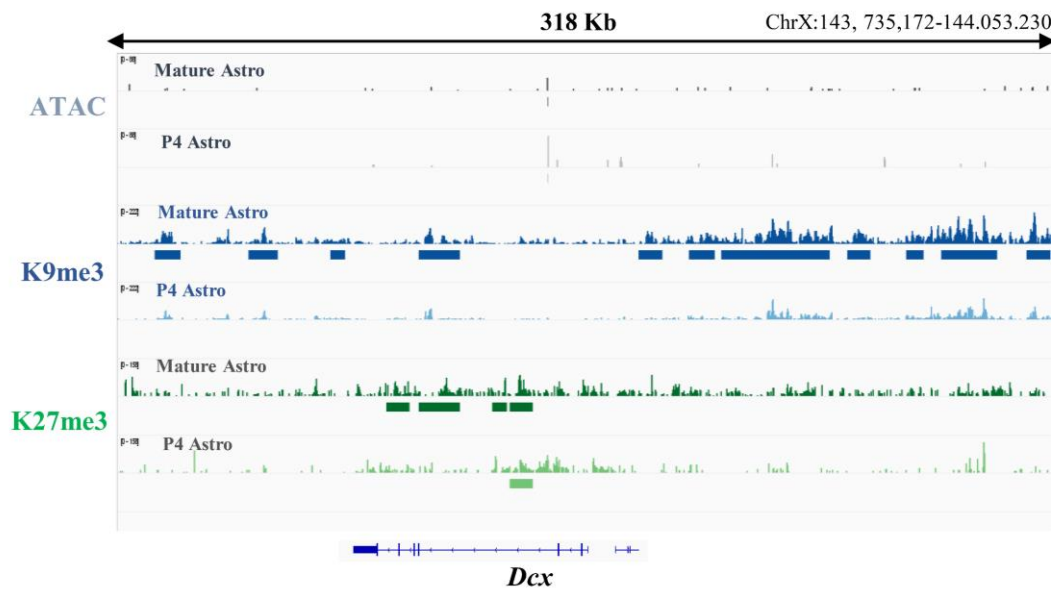 318 Kb
ChrX:143, 735,172-144.053.230
Mature Astro
ATAC
P4 Astro
Mature Astro
K9me3
P4 Astro
Mature Astro
K27me3
P4 Astro
Dcx